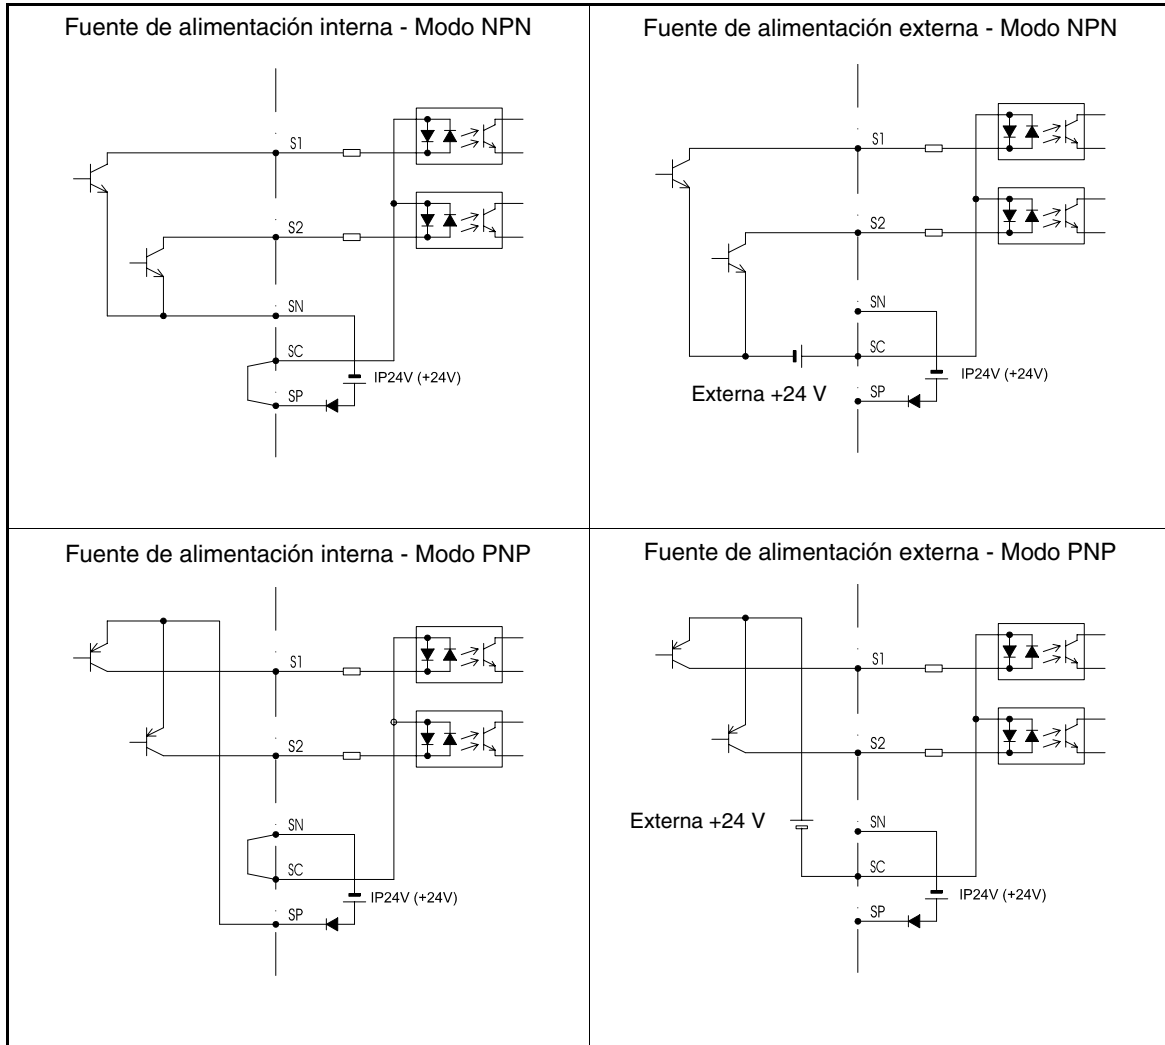 Fuente de alimentación interna - Modo NPN
S1
S2
SN
SC
IP24V (+24V)
SP
Fuente de alimentación externa - Modo NPN
S1
S2
SN
SC
IP24V (+24V)
Externa +24 V
SP
Fuente de alimentación interna - Modo PNP
S1
S2
SN
SC
IP24V (+24V)
SP
Fuente de alimentación externa - Modo PNP
S1
S2
Externa +24 V
SN
SC
IP24V (+24V)
SP